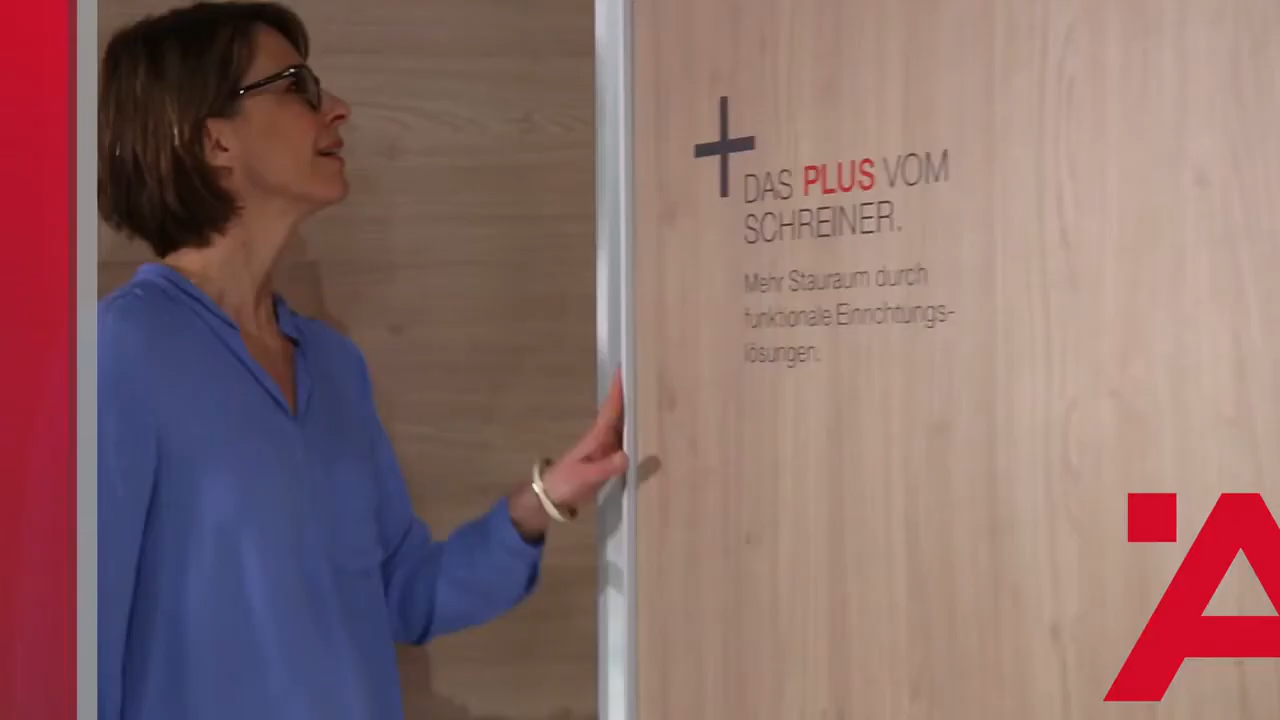 DAS PLUS VOM
SCHREINER.
Mehr Stauraum durch
funktionale Einrichtungs-
lösungen.